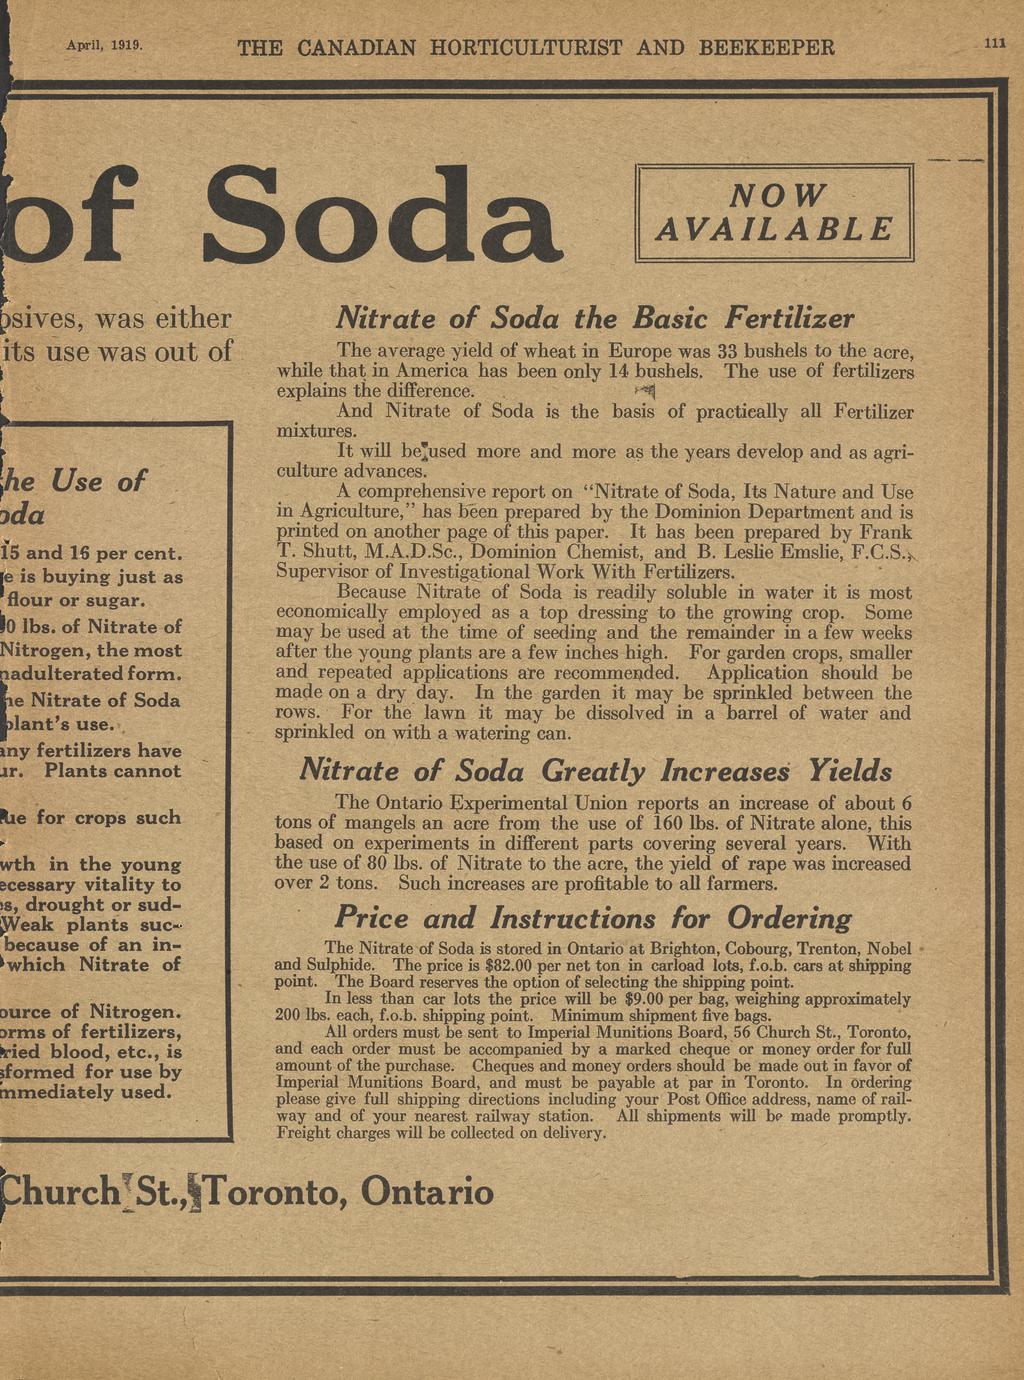 April, 1919.
THE CANADIAN HORTICULTURIST AND BEEKEEPER
111
of Soda
NOW
AVAILABLE
was either
its use was out of
Use of
15 and 16 per cent.
is buying just as
flour or sugar.
lbs. of Nitrate of
Nitrogen, the most
form.
Nitrate of Soda
use.
fertilizers have
Plants cannot
for crops such
in the young
vitality to
drought or sud-
Weak plants suc-
because of an in-
which Nitrate of
of Nitrogen.
of fertilizers,
blood, etc., is
for use by
used.
Nitrate of Soda the Basic Fertilizer
The average yield of wheat in Europe was 33 bushels to the acre,
while that in America has been only 14 bushels. The use of fertilizers
explains the difference.
And Nitrate of Soda is the basis of practically all Fertilizer
mixtures.
It will be used more and more as the years develop and as agri-
culture advances.
A comprehensive report on "Nitrate of Soda, Its Nature and Use
in Agriculture," has been prepared by the Dominion Department and is
printed on another page of this paper. It has been prepared by Frank
T. Shutt, M.A.D.Sc., Dominion Chemist, and B. Leslie Emslie, F.C.S.,
Supervisor of Investigational Work With Fertilizers.
Because Nitrate of Soda is readily soluble in water it is most
economically employed as a top dressing to the growing crop. Some
may be used at the time of seeding and the remainder in a few weeks
after the young plants are a few inches high. For garden crops, smaller
and repeated applications are recommended. Application should be
made on a dry day. In the garden it may be sprinkled between the
rows. For the lawn it may be dissolved in a barrel of water and
sprinkled on with a watering can.
Nitrate of Soda Greatly Increases Yields
The Ontario Experimental Union reports an increase of about 6
tons of mangels an acre from the use of 160 lbs. of Nitrate alone, this
based on experiments in different parts covering several years. With
the use of 80 lbs. of Nitrate to the acre, the yield of rape was increased
over 2 tons. Such increases are profitable to all farmers.
Price and Instructions for Ordering
The Nitrate of Soda is stored in Ontario at Brighton, Cobourg, Trenton, Nobel
and Sulphide. The price is $82.00 per net ton in carload lots, f.o.b. cars at shipping
point. The Board reserves the option of selecting the shipping point.
In less than car lots the price will be $9.00 per bag, weighing approximately
200 lbs. each, f.o.b. shipping point. Minimum shipment five bags.
All orders must be sent to Imperial Munitions Board, 56 Church St., Toronto,
and each order must be accompanied by a marked cheque or money order for full
amount of the purchase. Cheques and money orders should be made out in favor of
Imperial Munitions Board, and must be payable at par in Toronto. In ordering
please give full shipping directions including your Post Office address, name of rail-
way and of your nearest railway station. All shipments will be made promptly.
Freight charges will be collected on delivery.
Church St., Toronto, Ontario